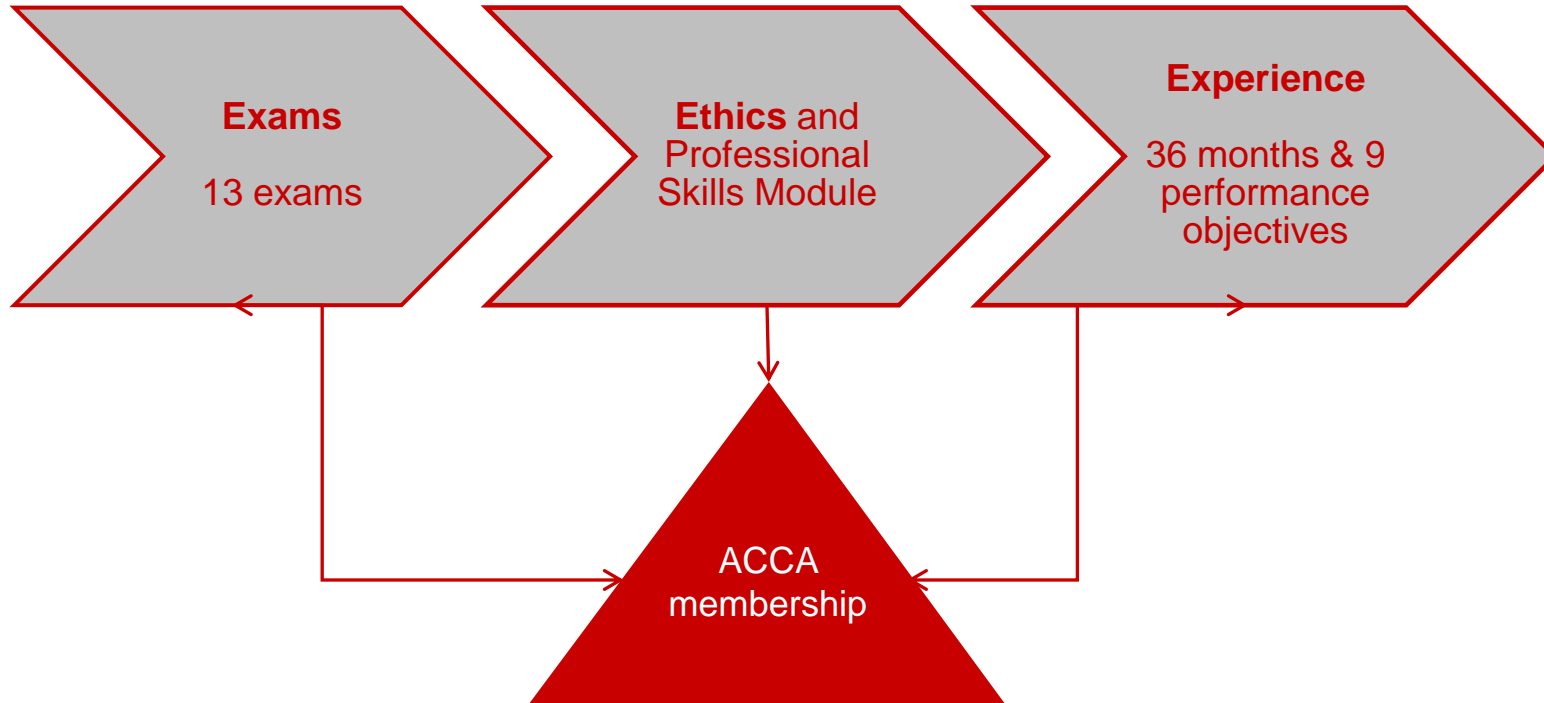 Exams
13 exams
Ethics and
Professional
Skills Module
Experience
36 months & 9
performance
objectives
ACCA
membership